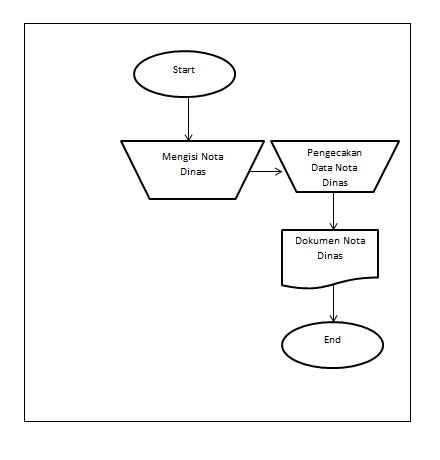 Start
Mengisi Nota
Dinas
Pengecakan
Data Nota
Dinas
Dokumen Nota
Dinas
End